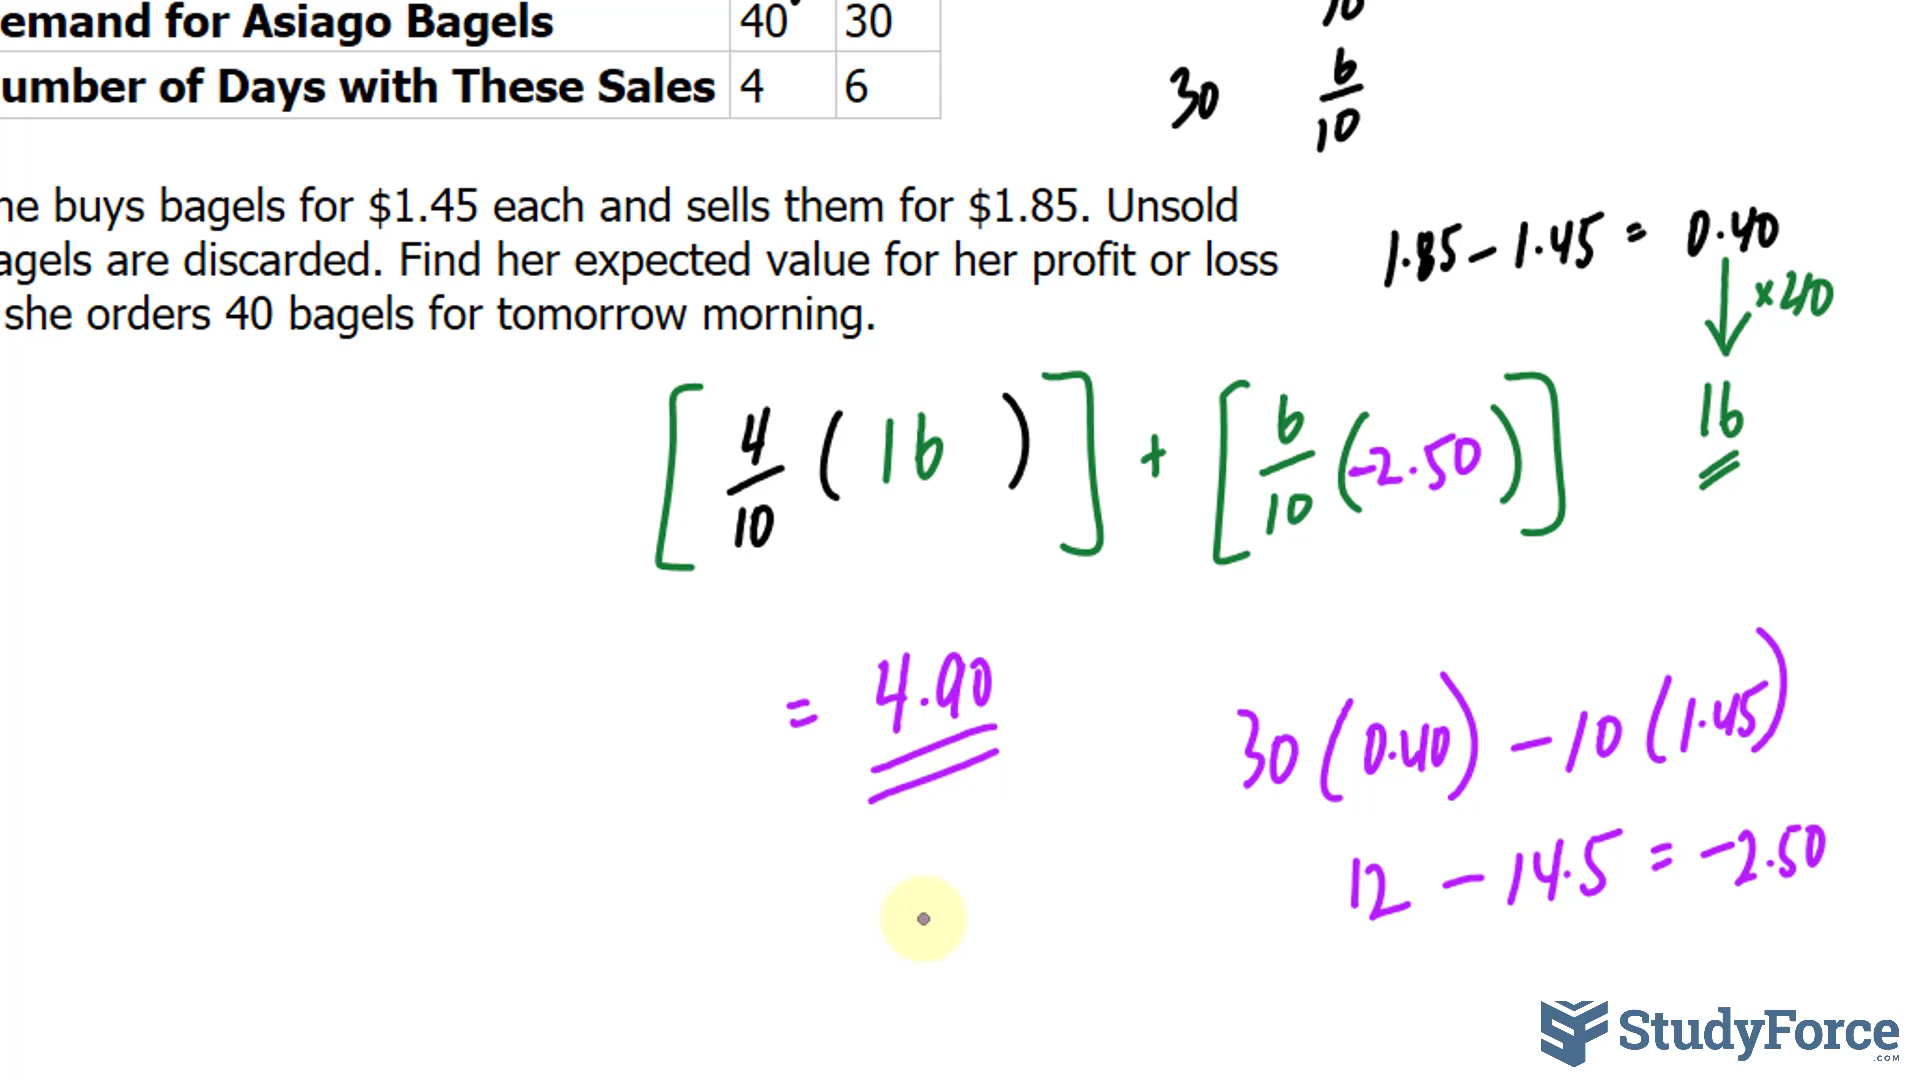 emand for Asiago Bagels 40 30
umber of Days with These Sales 4 6
10
30 6/10
he buys bagels for $1.45 each and sells them for $1.85. Unsold
agels are discarded. Find her expected value for her profit or loss
she orders 40 bagels for tomorrow morning.
1.85 - 1.45 = 0.40
×40
16
[4/10 (16)] + [6/10 (-2.50)]
= 4.90
30(0.40) - 10(1.45)
12 - 14.5 = -2.50
StudyForce
.COM